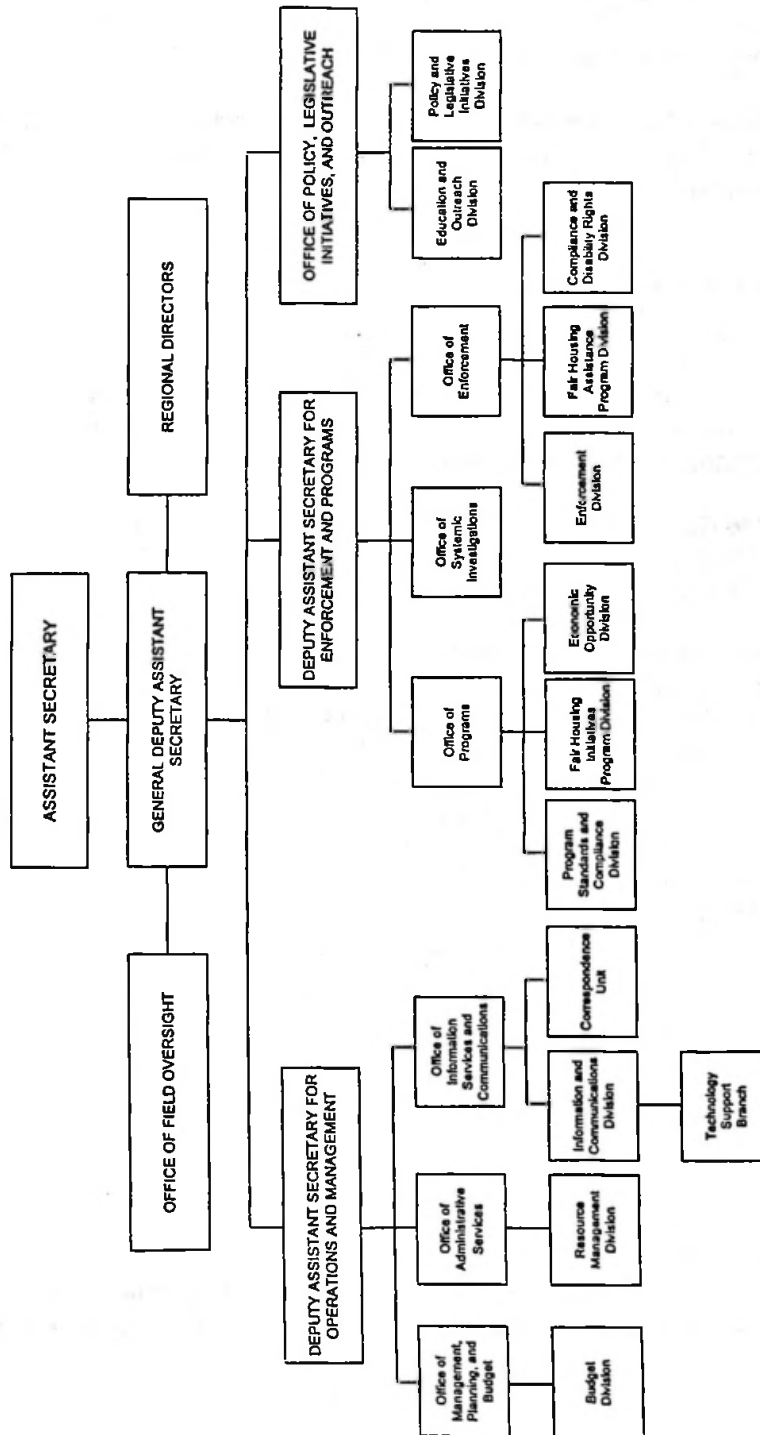 ASSISTANT SECRETARY
OFFICE OF FIELD OVERSIGHT
GENERAL DEPUTY ASSISTANT
SECRETARY
REGIONAL DIRECTORS
DEPUTY ASSISTANT SECRETARY FOR
OPERATIONS AND MANAGEMENT
DEPUTY ASSISTANT SECRETARY FOR
ENFORCEMENT AND PROGRAMS
OFFICE OF POLICY, LEGISLATIVE
INITIATIVES, AND OUTREACH
Office of
Management,
Planning, and
Budget
Office of
Administrative
Services
Office of
Information
Services and
Communications
Office of
Programs
Office of
Systemic
Investigations
Office of
Enforcement
Education and
Outreach
Division
Policy and
Legislative
Initiatives
Division
Budget
Division
Resource
Management
Division
Information and
Communications
Division
Correspondence
Unit
Program
Standards and
Compliance
Division
Fair Housing
Initiatives
Program Division
Economic
Opportunity
Division
Enforcement
Division
Fair Housing
Assistance
Program Division
Compliance and
Disability Rights
Division
Technology
Support
Branch